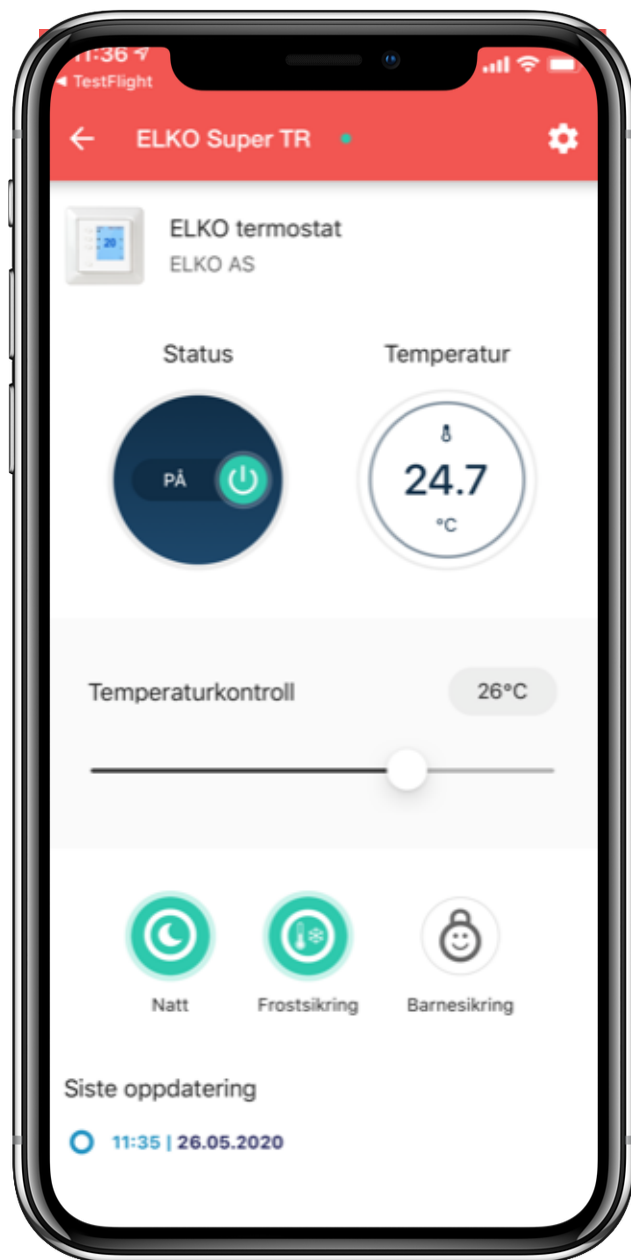 11:36
TestFlight
ELKO Super TR
20
ELKO termostat
ELKO AS
Status
Temperatur
PÅ
24.7
°C
Temperaturkontroll
26°C
Natt
Frostsikring
Barnesikring
Siste oppdatering
11:35 | 26.05.2020